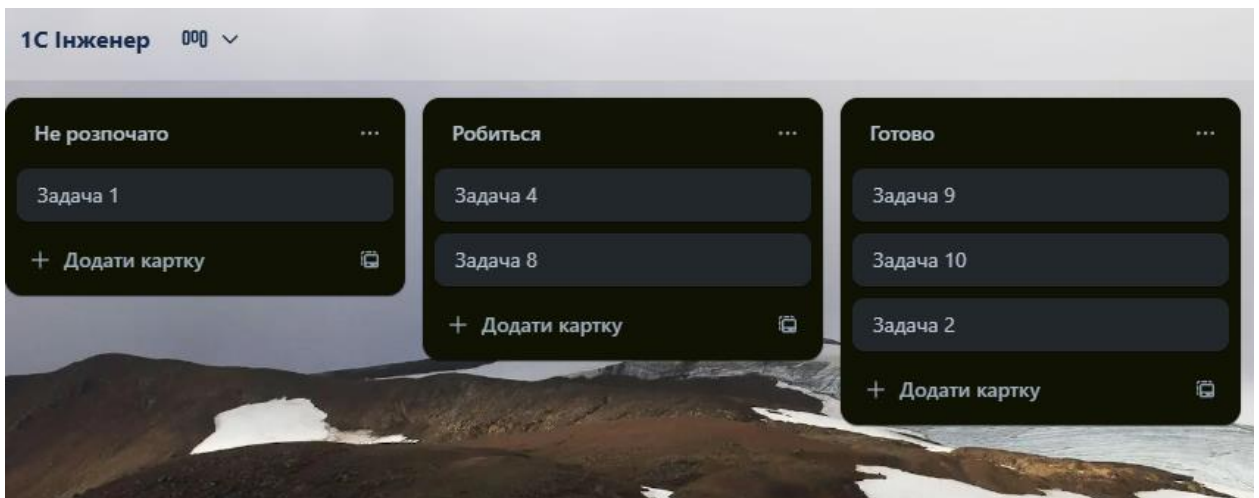 1С Інженер
Не розпочато
Задача 1
Додати картку
Робиться
Задача 4
Задача 8
Додати картку
Готово
Задача 9
Задача 10
Задача 2
Додати картку